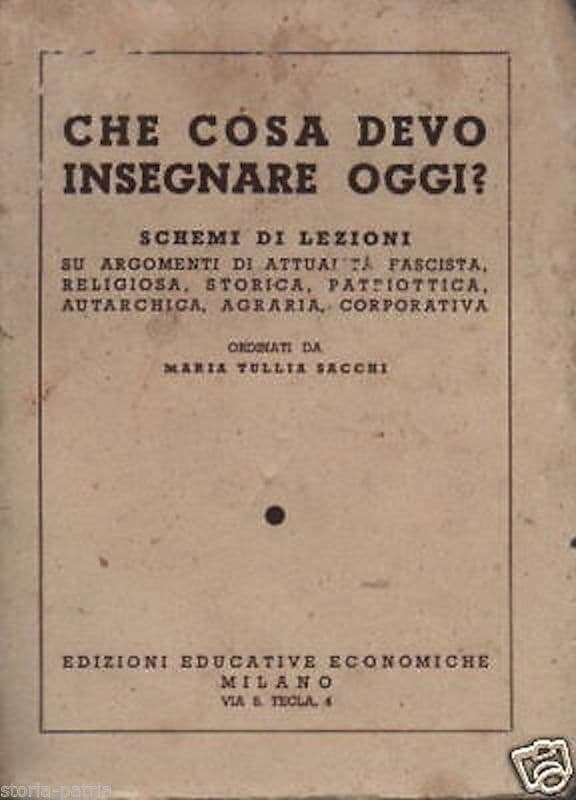 CHE COSA DEVO
INSEGNARE OGGI?
SCHEMI DI LEZIONI
SU ARGOMENTI DI ATTUALITÀ FASCISTA,
RELIGIOSA, STORICA, PATRIOTTICA,
AUTARCHICA, AGRARIA, CORPORATIVA
ORDINATI DA
MARIA TULLIA SACCHI
EDIZIONI EDUCATIVE ECONOMICHE
MILANO
VIA S. TECLA, 4
storia-patria